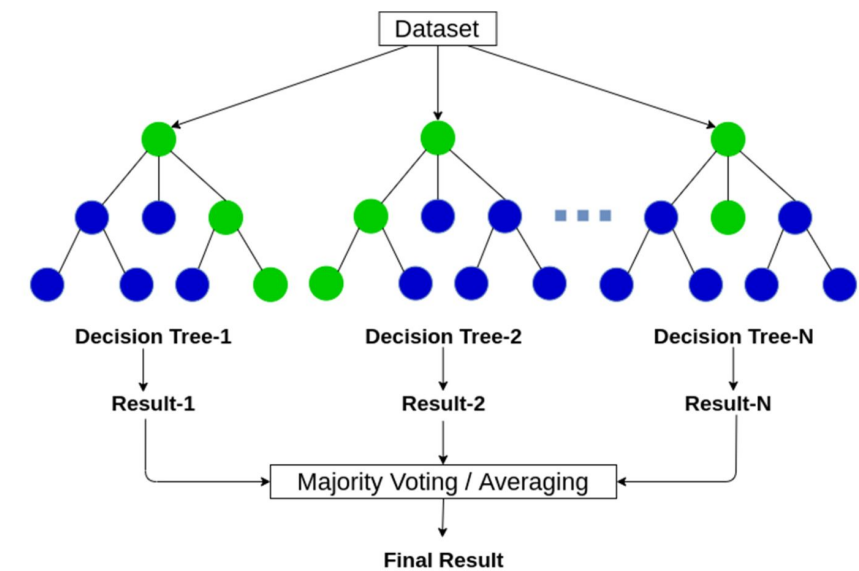 Dataset
Decision Tree-1
Decision Tree-2
Decision Tree-N
Result-1
Result-2
Result-N
Majority Voting / Averaging
Final Result